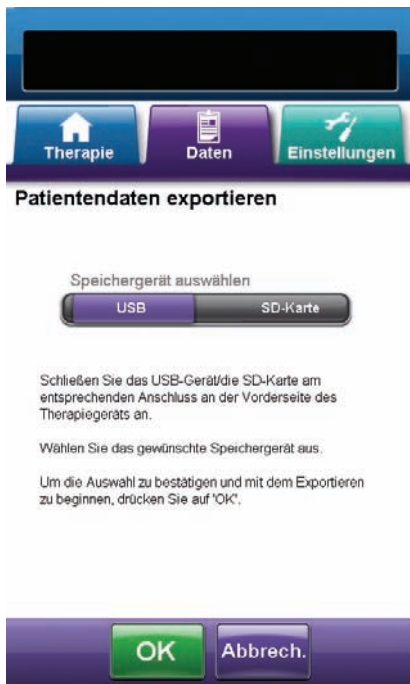 Therapie Daten Einstellungen
Patientendaten exportieren
Speichergerät auswählen
USB SD-Karte
Schließen Sie das USB-Gerät/die SD-Karte am
entsprechenden Anschluss an der Vorderseite des
Therapiegeräts an.
Wählen Sie das gewünschte Speichergerät aus.
Um die Auswahl zu bestätigen und mit dem Exportieren
zu beginnen, drücken Sie auf 'OK'.
OK Abbrech.